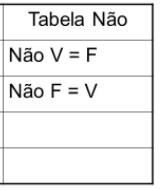 Tabela Não
Não V = F
Não F = V